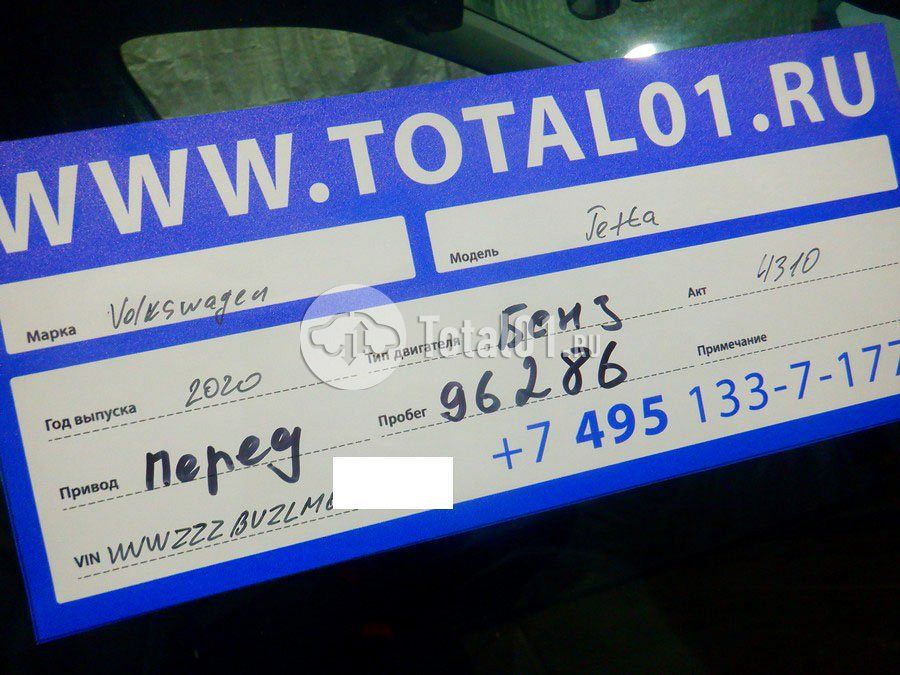 WWW.TOTAL01.RU
Марка Volkswagen Модель Jetta
Год выпуска 2020 Тип двигателя Бенз Акт 4310
Привод Перед Пробег 96286 Примечание
VIN WVWZZZBUZLM6
+7 495 133-7-177
Total01.RU